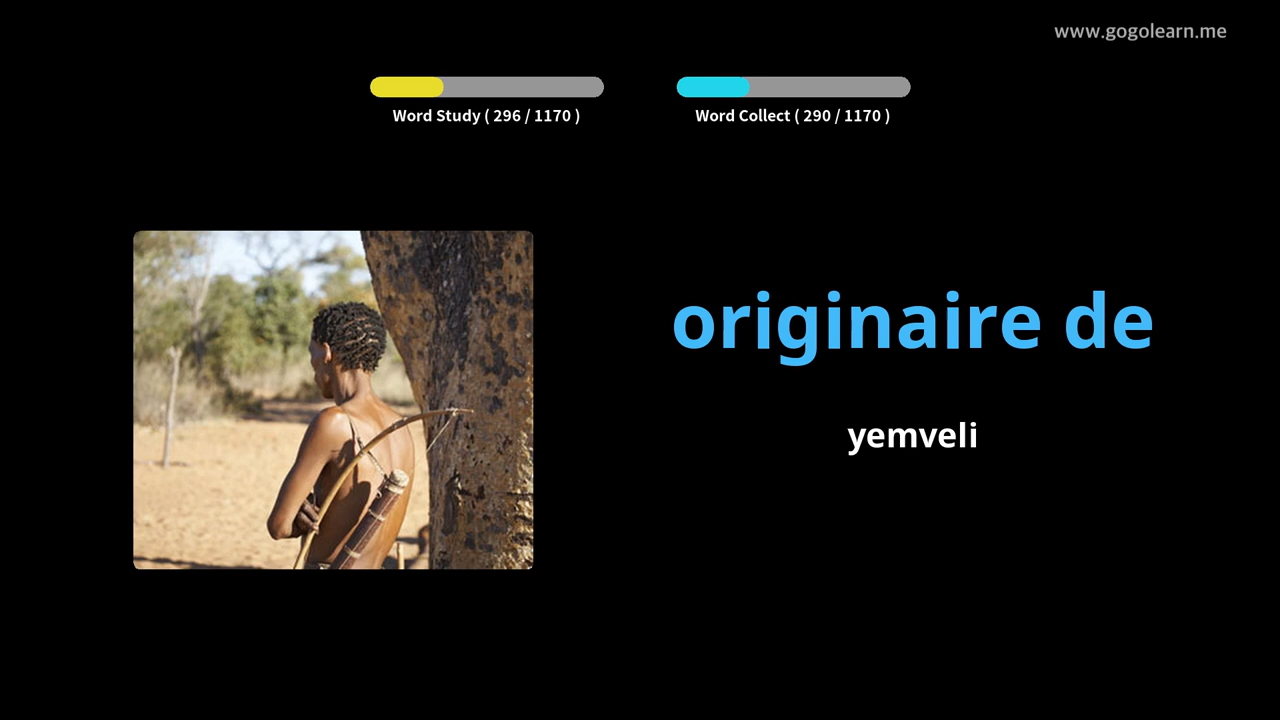 www.gogolearn.me
Word Study ( 296 / 1170 )
Word Collect ( 290 / 1170 )
originaire de
yemveli